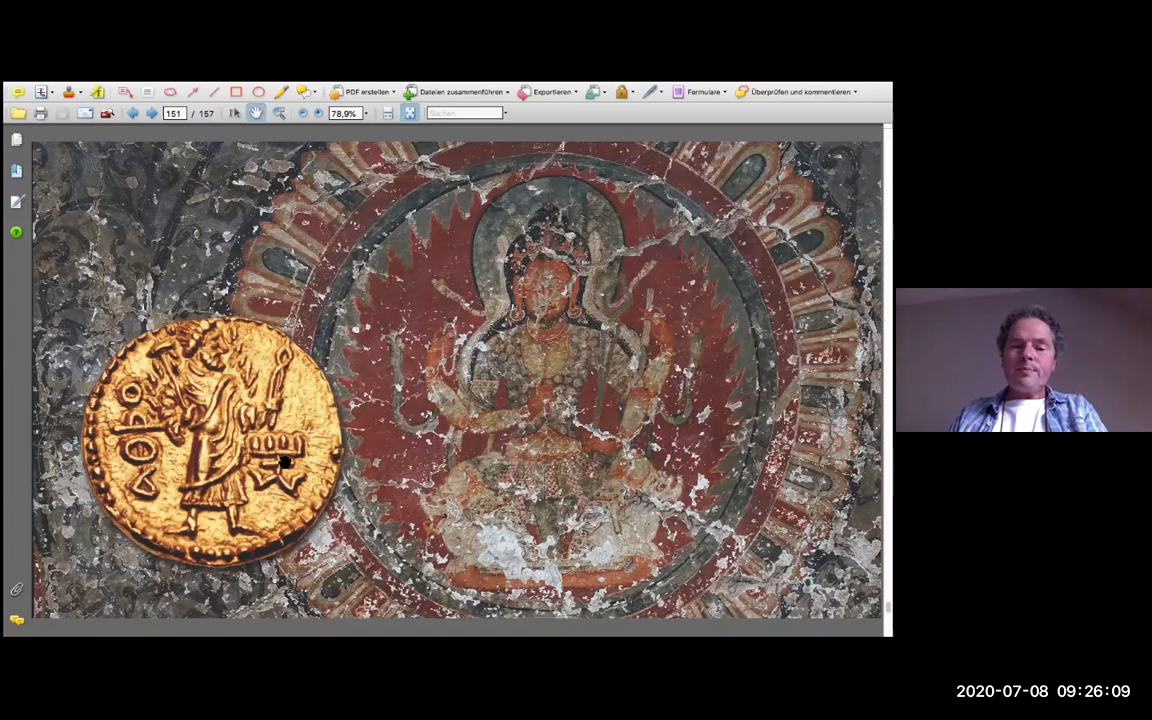 PDF erstellen
Dateien zusammenführen
Exportieren
Formulare
Überprüfen und kommentieren
151 / 157
78,9%
Suchen
2020-07-08 09:26:09